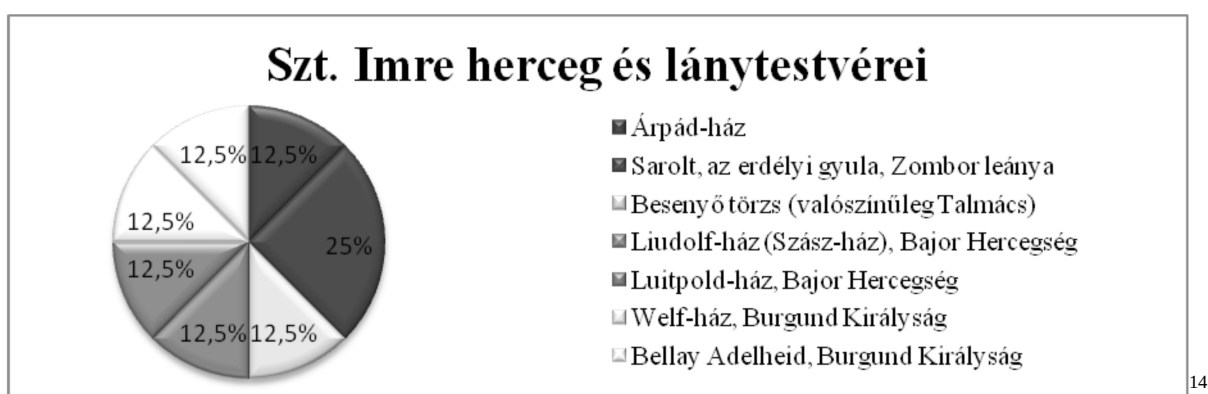 Szt. Imre herceg és lánytestvérei
12,5% 12,5%
12,5% 25%
12,5%
12,5% 12,5%
Árpád-ház
Sarolt, az erdélyi gyula, Zombor leánya
Besenyő törzs (valószínűleg Talmács)
Liudolf-ház (Szász-ház), Bajor Hercegség
Luitpold-ház, Bajor Hercegség
Welf-ház, Burgund Királyság
Bellay Adelheid, Burgund Királyság
14